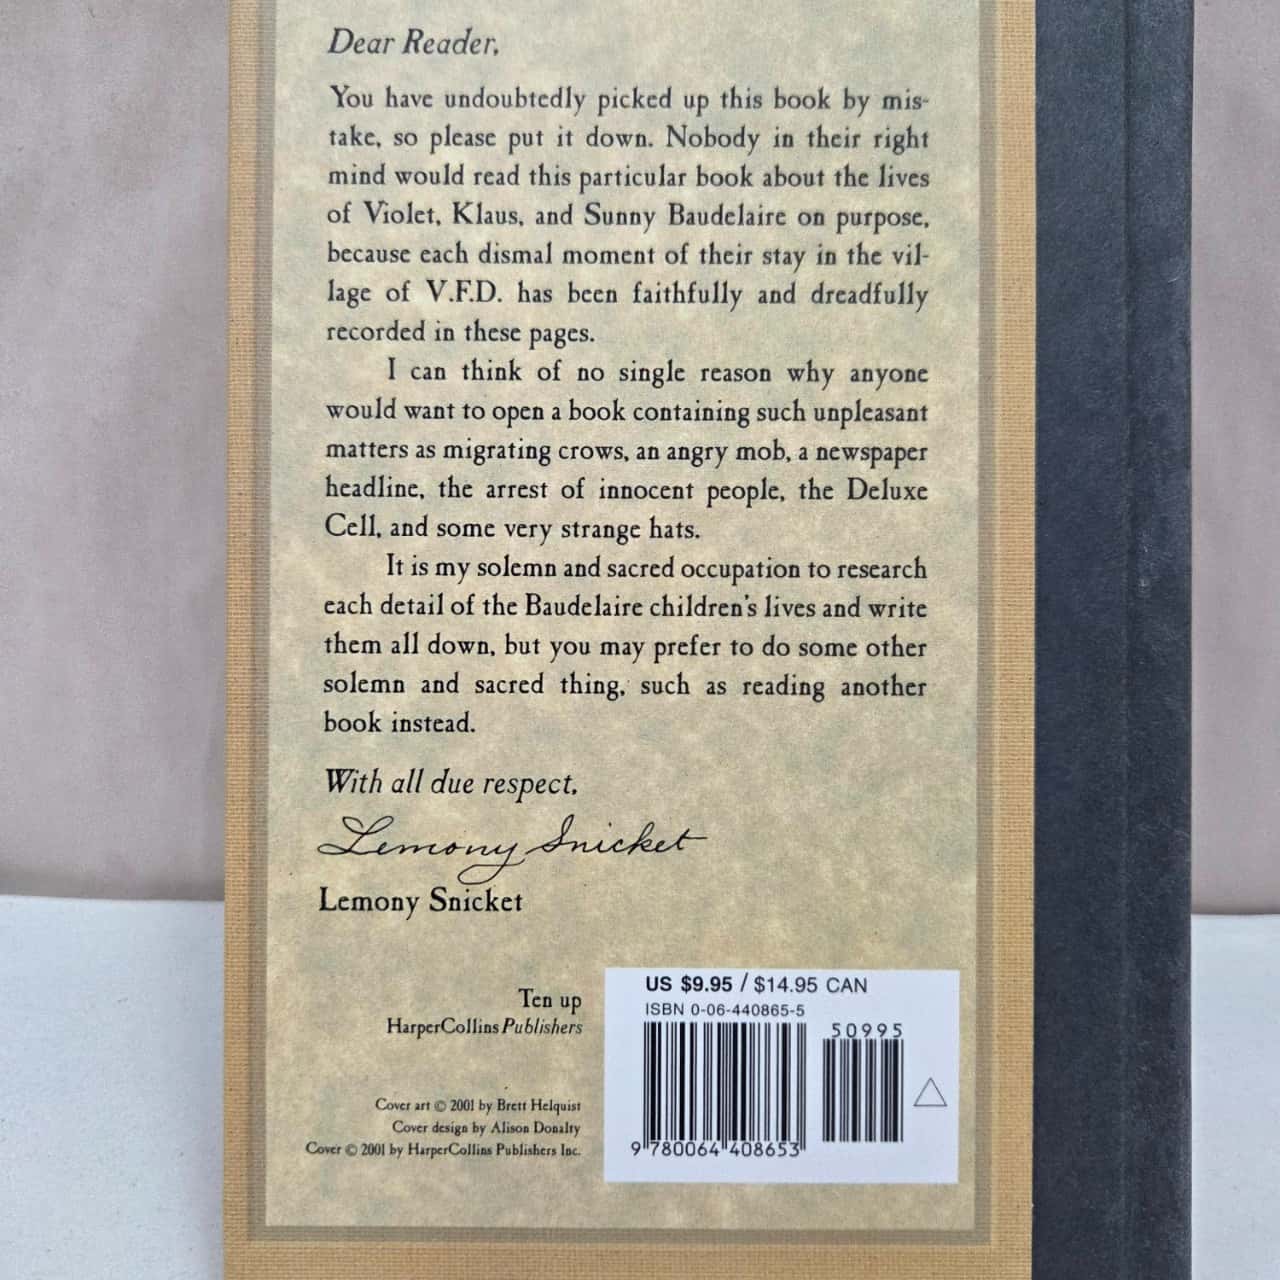 Dear Reader,
You have undoubtedly picked up this book by mis-
take, so please put it down. Nobody in their right
mind would read this particular book about the lives
of Violet, Klaus, and Sunny Baudelaire on purpose,
because each dismal moment of their stay in the vil-
lage of V.F.D. has been faithfully and dreadfully
recorded in these pages.
I can think of no single reason why anyone
would want to open a book containing such unpleasant
matters as migrating crows, an angry mob, a newspaper
headline, the arrest of innocent people, the Deluxe
Cell, and some very strange hats.
It is my solemn and sacred occupation to research
each detail of the Baudelaire children's lives and write
them all down, but you may prefer to do some other
solemn and sacred thing, such as reading another
book instead.
With all due respect,
Lemony Snicket
Lemony Snicket
Ten up
HarperCollinsPublishers
Cover art © 2001 by Brett Helquist
Cover design by Alison Donalty
Cover © 2001 by HarperCollins Publishers Inc.
US $9.95 / $14.95 CAN
ISBN 0-06-440865-5
50995
9 780064 408653